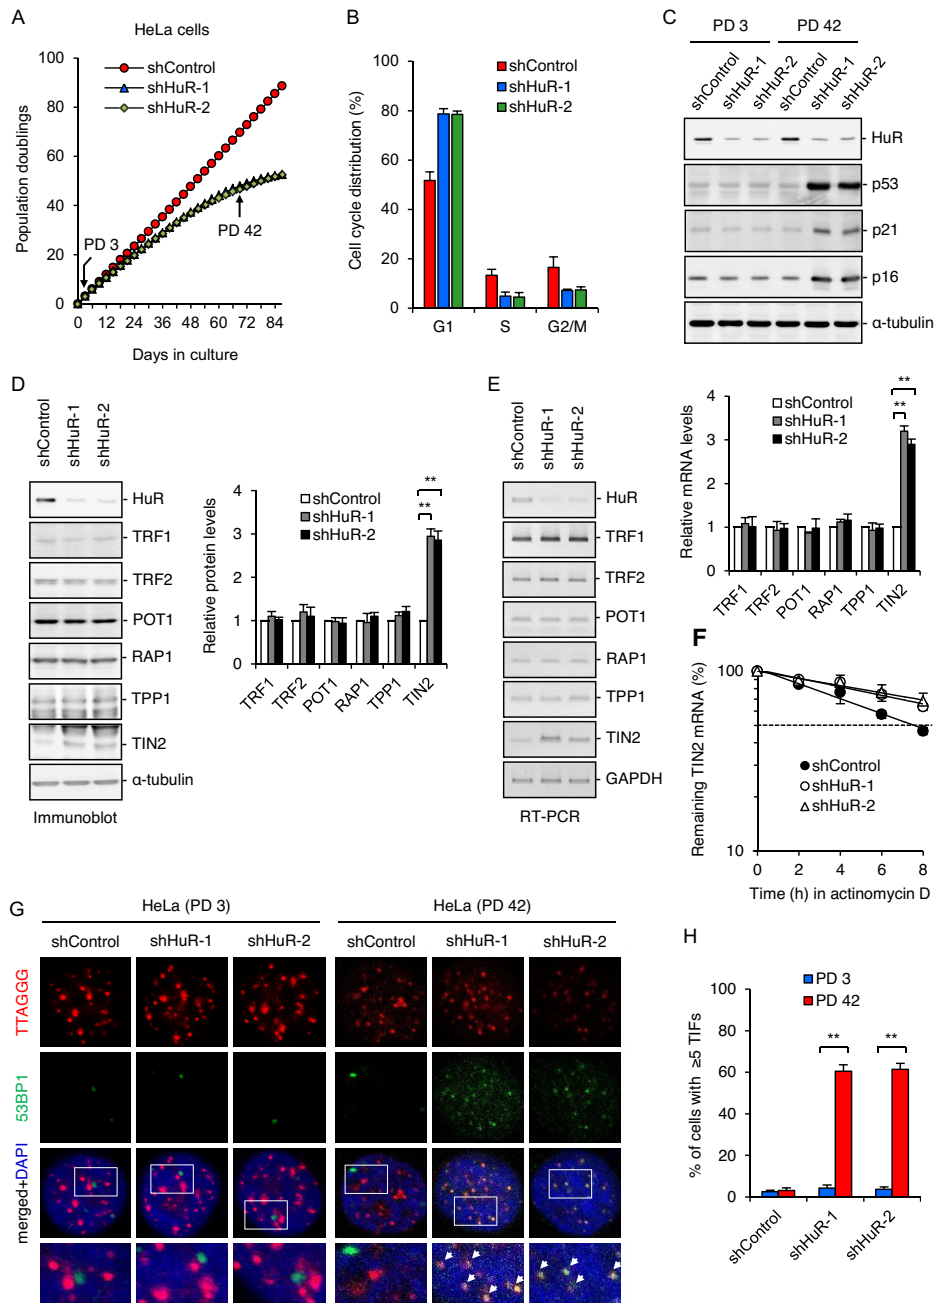 A
HeLa cells
Population doublings
100
80
60
40
20
0
shControl
shHuR-1
shHuR-2
PD 3
PD 42
0 12 24 36 48 60 72 84
Days in culture
B
Cell cycle distribution (%)
100
80
60
40
20
0
shControl
shHuR-1
shHuR-2
G1 S G2/M
C
PD 3 PD 42
shControl shHuR-1 shHuR-2 shControl shHuR-1 shHuR-2
HuR
p53
p21
p16
α-tubulin
D
shControl shHuR-1 shHuR-2
HuR
TRF1
TRF2
POT1
RAP1
TPP1
TIN2
α-tubulin
Immunoblot
Relative protein levels
4
3
2
1
0
shControl
shHuR-1
shHuR-2
**
**
TRF1 TRF2 POT1 RAP1 TPP1 TIN2
E
shControl shHuR-1 shHuR-2
HuR
TRF1
TRF2
POT1
RAP1
TPP1
TIN2
GAPDH
RT-PCR
Relative mRNA levels
4
3
2
1
0
shControl
shHuR-1
shHuR-2
**
**
TRF1 TRF2 POT1 RAP1 TPP1 TIN2
F
Remaining TIN2 mRNA (%)
100
10
shControl
shHuR-1
shHuR-2
0 2 4 6 8
Time (h) in actinomycin D
G
HeLa (PD 3) HeLa (PD 42)
shControl shHuR-1 shHuR-2 shControl shHuR-1 shHuR-2
TTAGGG
53BP1
merged+DAPI
H
% of cells with ≥5 TIFs
100
80
60
40
20
0
PD 3
PD 42
** **
shControl shHuR-1 shHuR-2